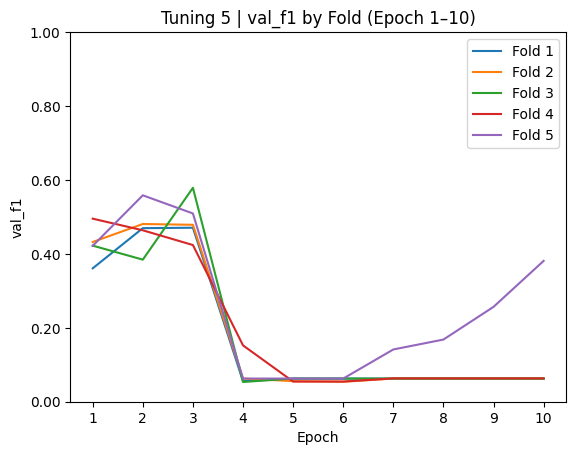 Tuning 5 | val_f1 by Fold (Epoch 1–10)
1.00
0.80
0.60
0.40
0.20
0.00
val_f1
Fold 1
Fold 2
Fold 3
Fold 4
Fold 5
1 2 3 4 5 6 7 8 9 10
Epoch